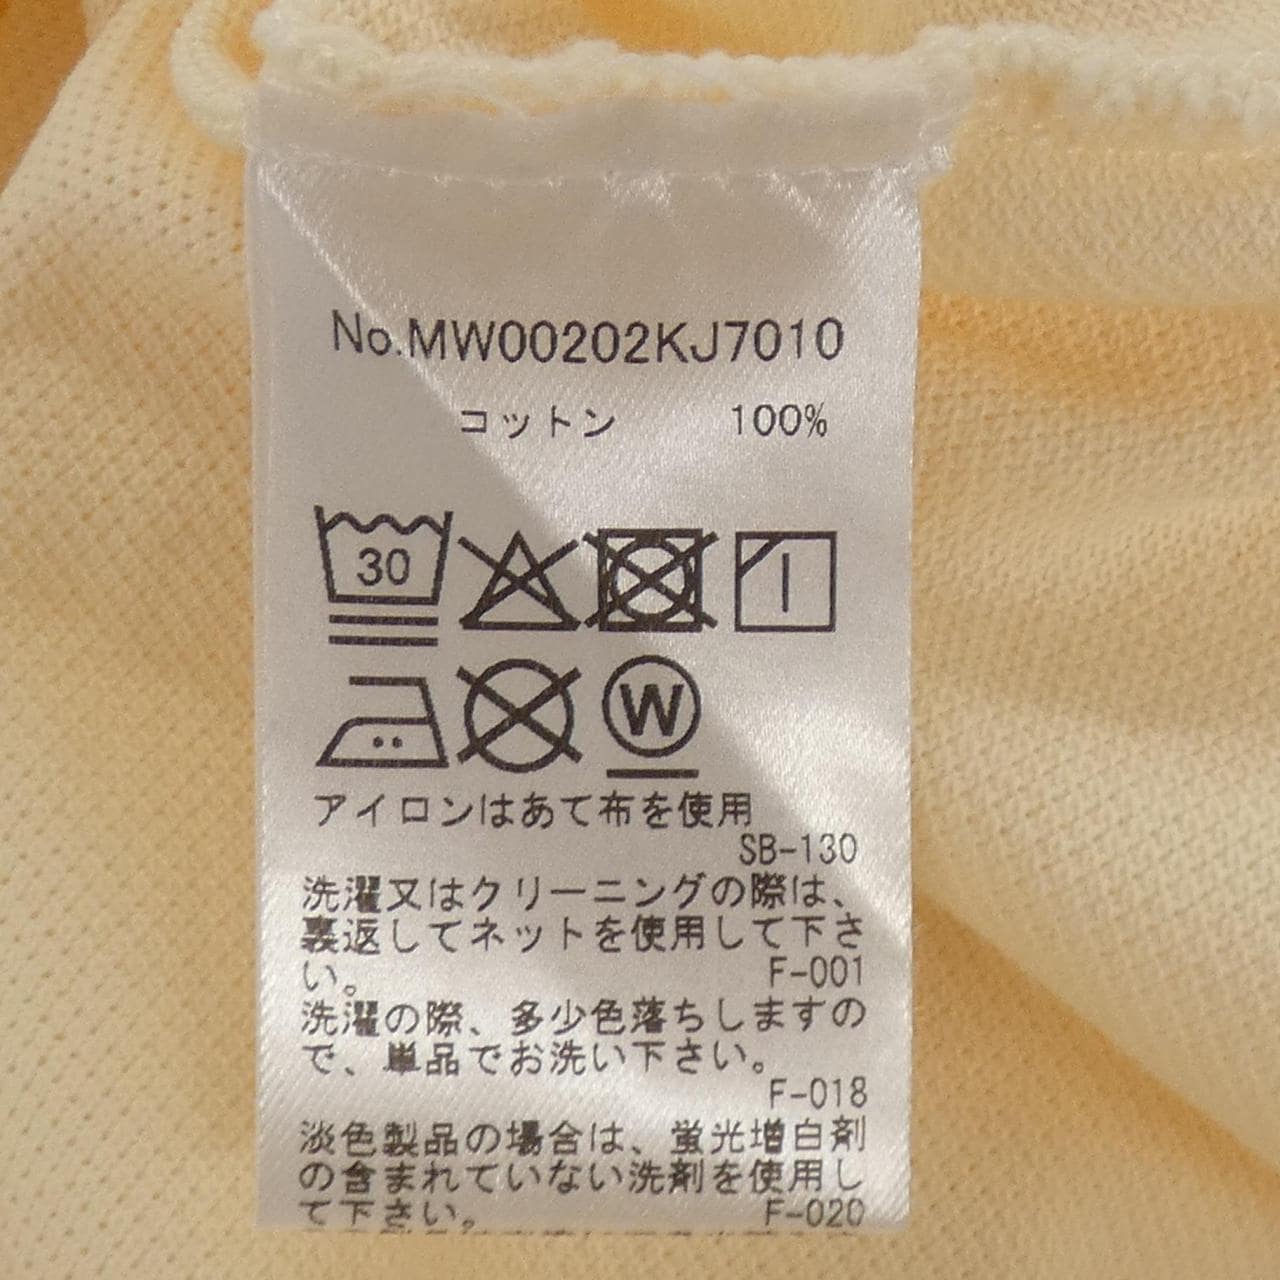 No.MW00202KJ7010
コットン 100%
30
W
アイロンはあて布を使用
SB-130
洗濯又はクリーニングの際は、
裏返してネットを使用して下さ
い。 F-001
洗濯の際、多少色落ちしますの
で、単品でお洗い下さい。
F-018
淡色製品の場合は、蛍光増白剤
の含まれていない洗剤を使用し
て下さい。 F-020